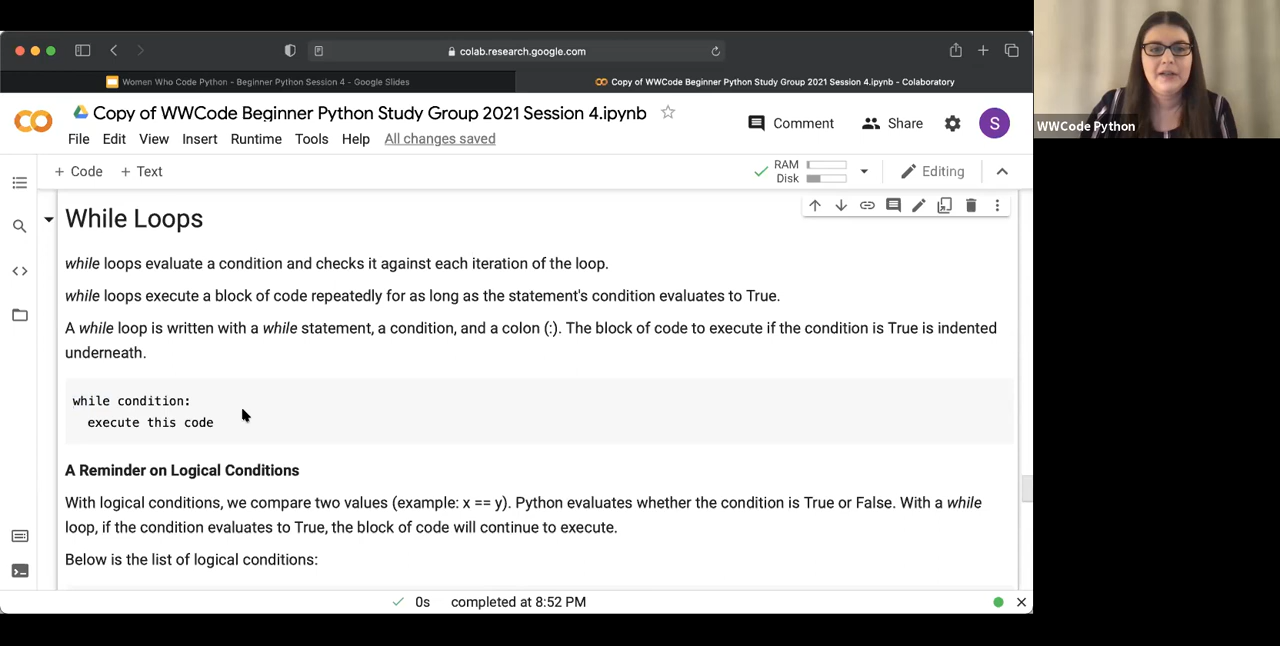 colab.research.google.com
Women Who Code Python - Beginner Python Session 4 - Google Slides
Copy of WWCode Beginner Python Study Group 2021 Session 4.ipynb - Colaboratory
Copy of WWCode Beginner Python Study Group 2021 Session 4.ipynb
Comment
Share
S
File Edit View Insert Runtime Tools Help All changes saved
+ Code + Text
RAM
Disk
Editing
While Loops
while loops evaluate a condition and checks it against each iteration of the loop.
while loops execute a block of code repeatedly for as long as the statement's condition evaluates to True.
A while loop is written with a while statement, a condition, and a colon (:). The block of code to execute if the condition is True is indented
underneath.
while condition:
execute this code
A Reminder on Logical Conditions
With logical conditions, we compare two values (example: x == y). Python evaluates whether the condition is True or False. With a while
loop, if the condition evaluates to True, the block of code will continue to execute.
Below is the list of logical conditions:
0s completed at 8:52 PM
WWCode Python